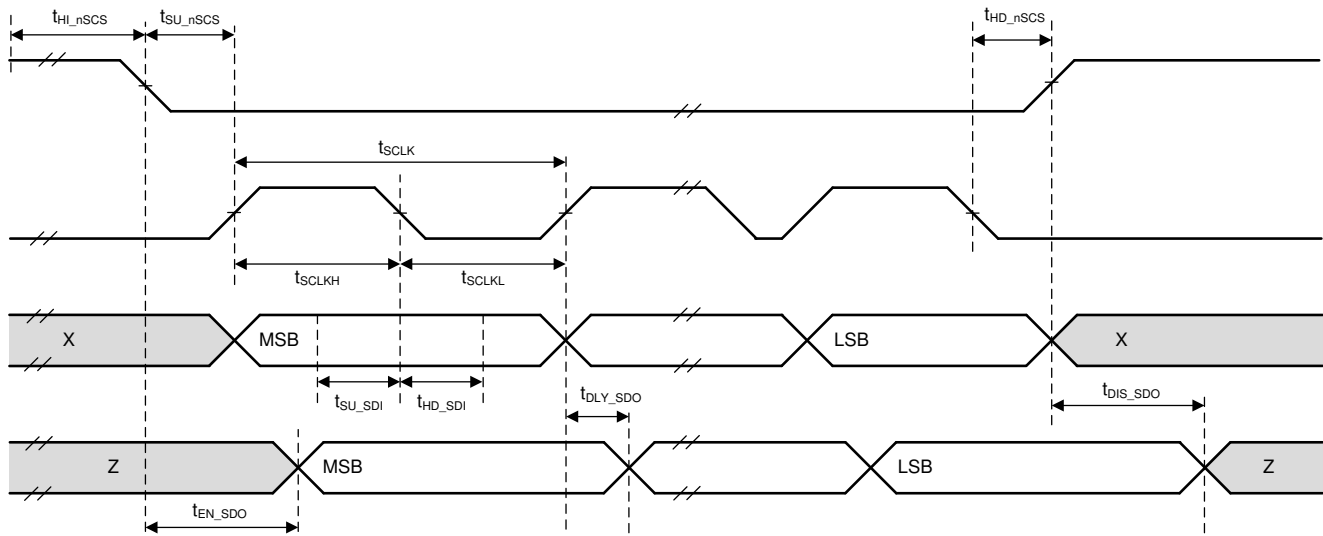 tHI_nSCS tSU_nSCS tHD_nSCS
tSCLK
tSCLKH tSCLKL
X MSB LSB X
tSU_SDI tHD_SDI tDLY_SDO tDIS_SDO
Z MSB LSB Z
tEN_SDO